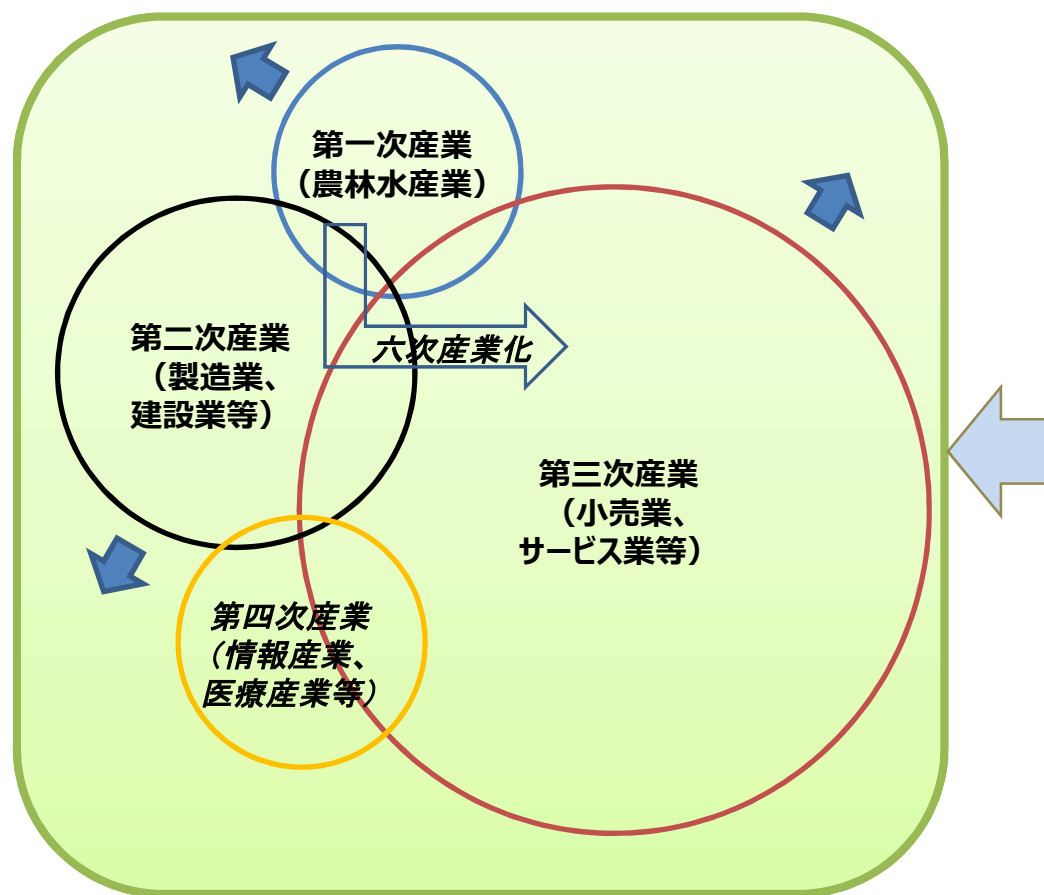 第一次産業
（農林水産業）
第二次産業
（製造業、
建設業等）
六次産業化
第三次産業
（小売業、
サービス業等）
第四次産業
（情報産業、
医療産業等）